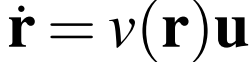 ṙ = v(r)u